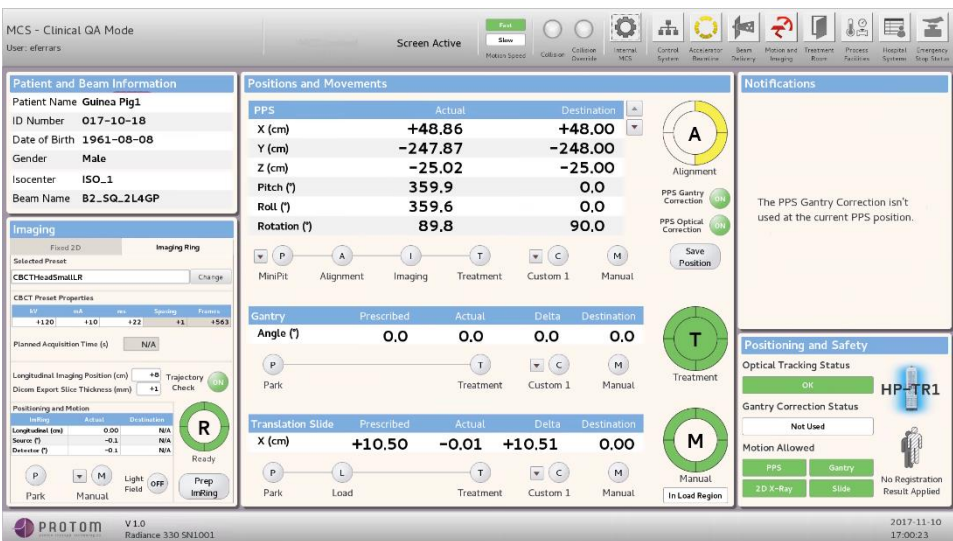 MCS - Clinical QA Mode
User: eferrars
Screen Active
Fast
Slow
Motion Speed
Collision
Collision Override
Internal MCS
Control System
Accelerator Beamline
Beam Delivery
Motion and Imaging
Treatment Room
Process Facilities
Hospital Systems
Emergency Stop Status
Patient and Beam Information
Patient Name Guinea Pig1
ID Number 017-10-18
Date of Birth 1961-08-08
Gender Male
Isocenter ISO_1
Beam Name B2_SQ_2L4GP
Imaging
Fixed 2D Imaging Ring
Selected Preset
CBCTHeadSmallLR Change
CBCT Preset Properties
kV mA ms Spacing Frames
+120 +10 +22 +1 +563
Planned Acquisition Time (s) N/A
Longitudinal Imaging Position (cm) +8
Dicom Export Slice Thickness (mm) +1
Trajectory Check ON
Positioning and Motion
ImRing Actual Destination
Longitudinal (cm) 0.00 N/A
Source (°) -0.1 N/A
Detector (°) -0.1 N/A
R
Ready
P M
Park Manual
Light Field OFF
Prep ImRing
Positions and Movements
PPS Actual Destination
X (cm) +48.86 +48.00
Y (cm) -247.87 -248.00
Z (cm) -25.02 -25.00
Pitch (°) 359.9 0.0
Roll (°) 359.6 0.0
Rotation (°) 89.8 90.0
P A I T C M
MiniPit Alignment Imaging Treatment Custom 1 Manual
A
Alignment
PPS Gantry Correction ON
PPS Optical Correction ON
Save Position
Gantry Prescribed Actual Delta Destination
Angle (°) 0.0 0.0 0.0 0.0
P T C M
Park Treatment Custom 1 Manual
T
Treatment
Translation Slide Prescribed Actual Delta Destination
X (cm) +10.50 -0.01 +10.51 0.00
P L T C M
Park Load Treatment Custom 1 Manual
M
Manual
In Load Region
Notifications
The PPS Gantry Correction isn't
used at the current PPS position.
Positioning and Safety
Optical Tracking Status
OK
HP-TR1
Gantry Correction Status
Not Used
Motion Allowed
PPS Gantry
2D X-Ray Slide
No Registration
Result Applied
PROTOM
V 1.0
Radiance 330 SN1001
2017-11-10
17:00:23